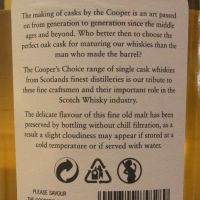 The making of casks by the Cooper is an art passed
on from generation to generation since the middle
ages and beyond. Who better then to choose the
perfect oak cask for maturing our whiskies than the
man who made the barrel?
The Cooper's Choice range of single cask whiskies
from Scotlands finest distilleries is our tribute to
these fine craftsmen and their important role in the
Scotch Whisky industry.
The delicate flavour of this fine old malt has been
preserved by bottling without chill filtration, as a
result a slight cloudiness may appear if stored at a
cold temperature or if served with water.
PLEASE SAVOUR